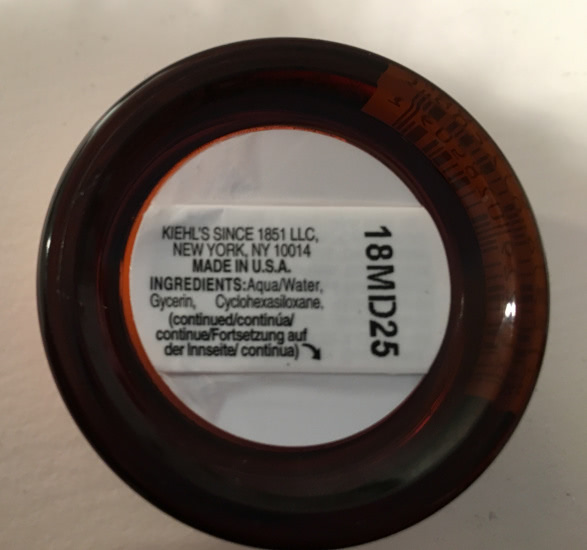 KIEHL'S SINCE 1851 LLC,
NEW YORK, NY 10014
MADE IN U.S.A.
INGREDIENTS:Aqua/Water,
Glycerin, Cyclohexasiloxane,
(continued/continúa/
continue/Fortsetzung auf
der Innseite/ continua)
18MD25